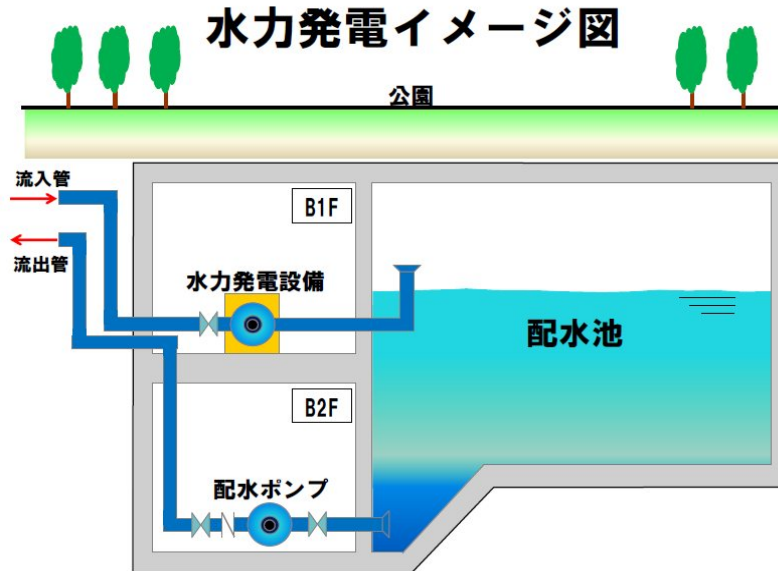 水力発電イメージ図
公園
流入管
B1F
流出管
水力発電設備
配水池
B2F
配水ポンプ